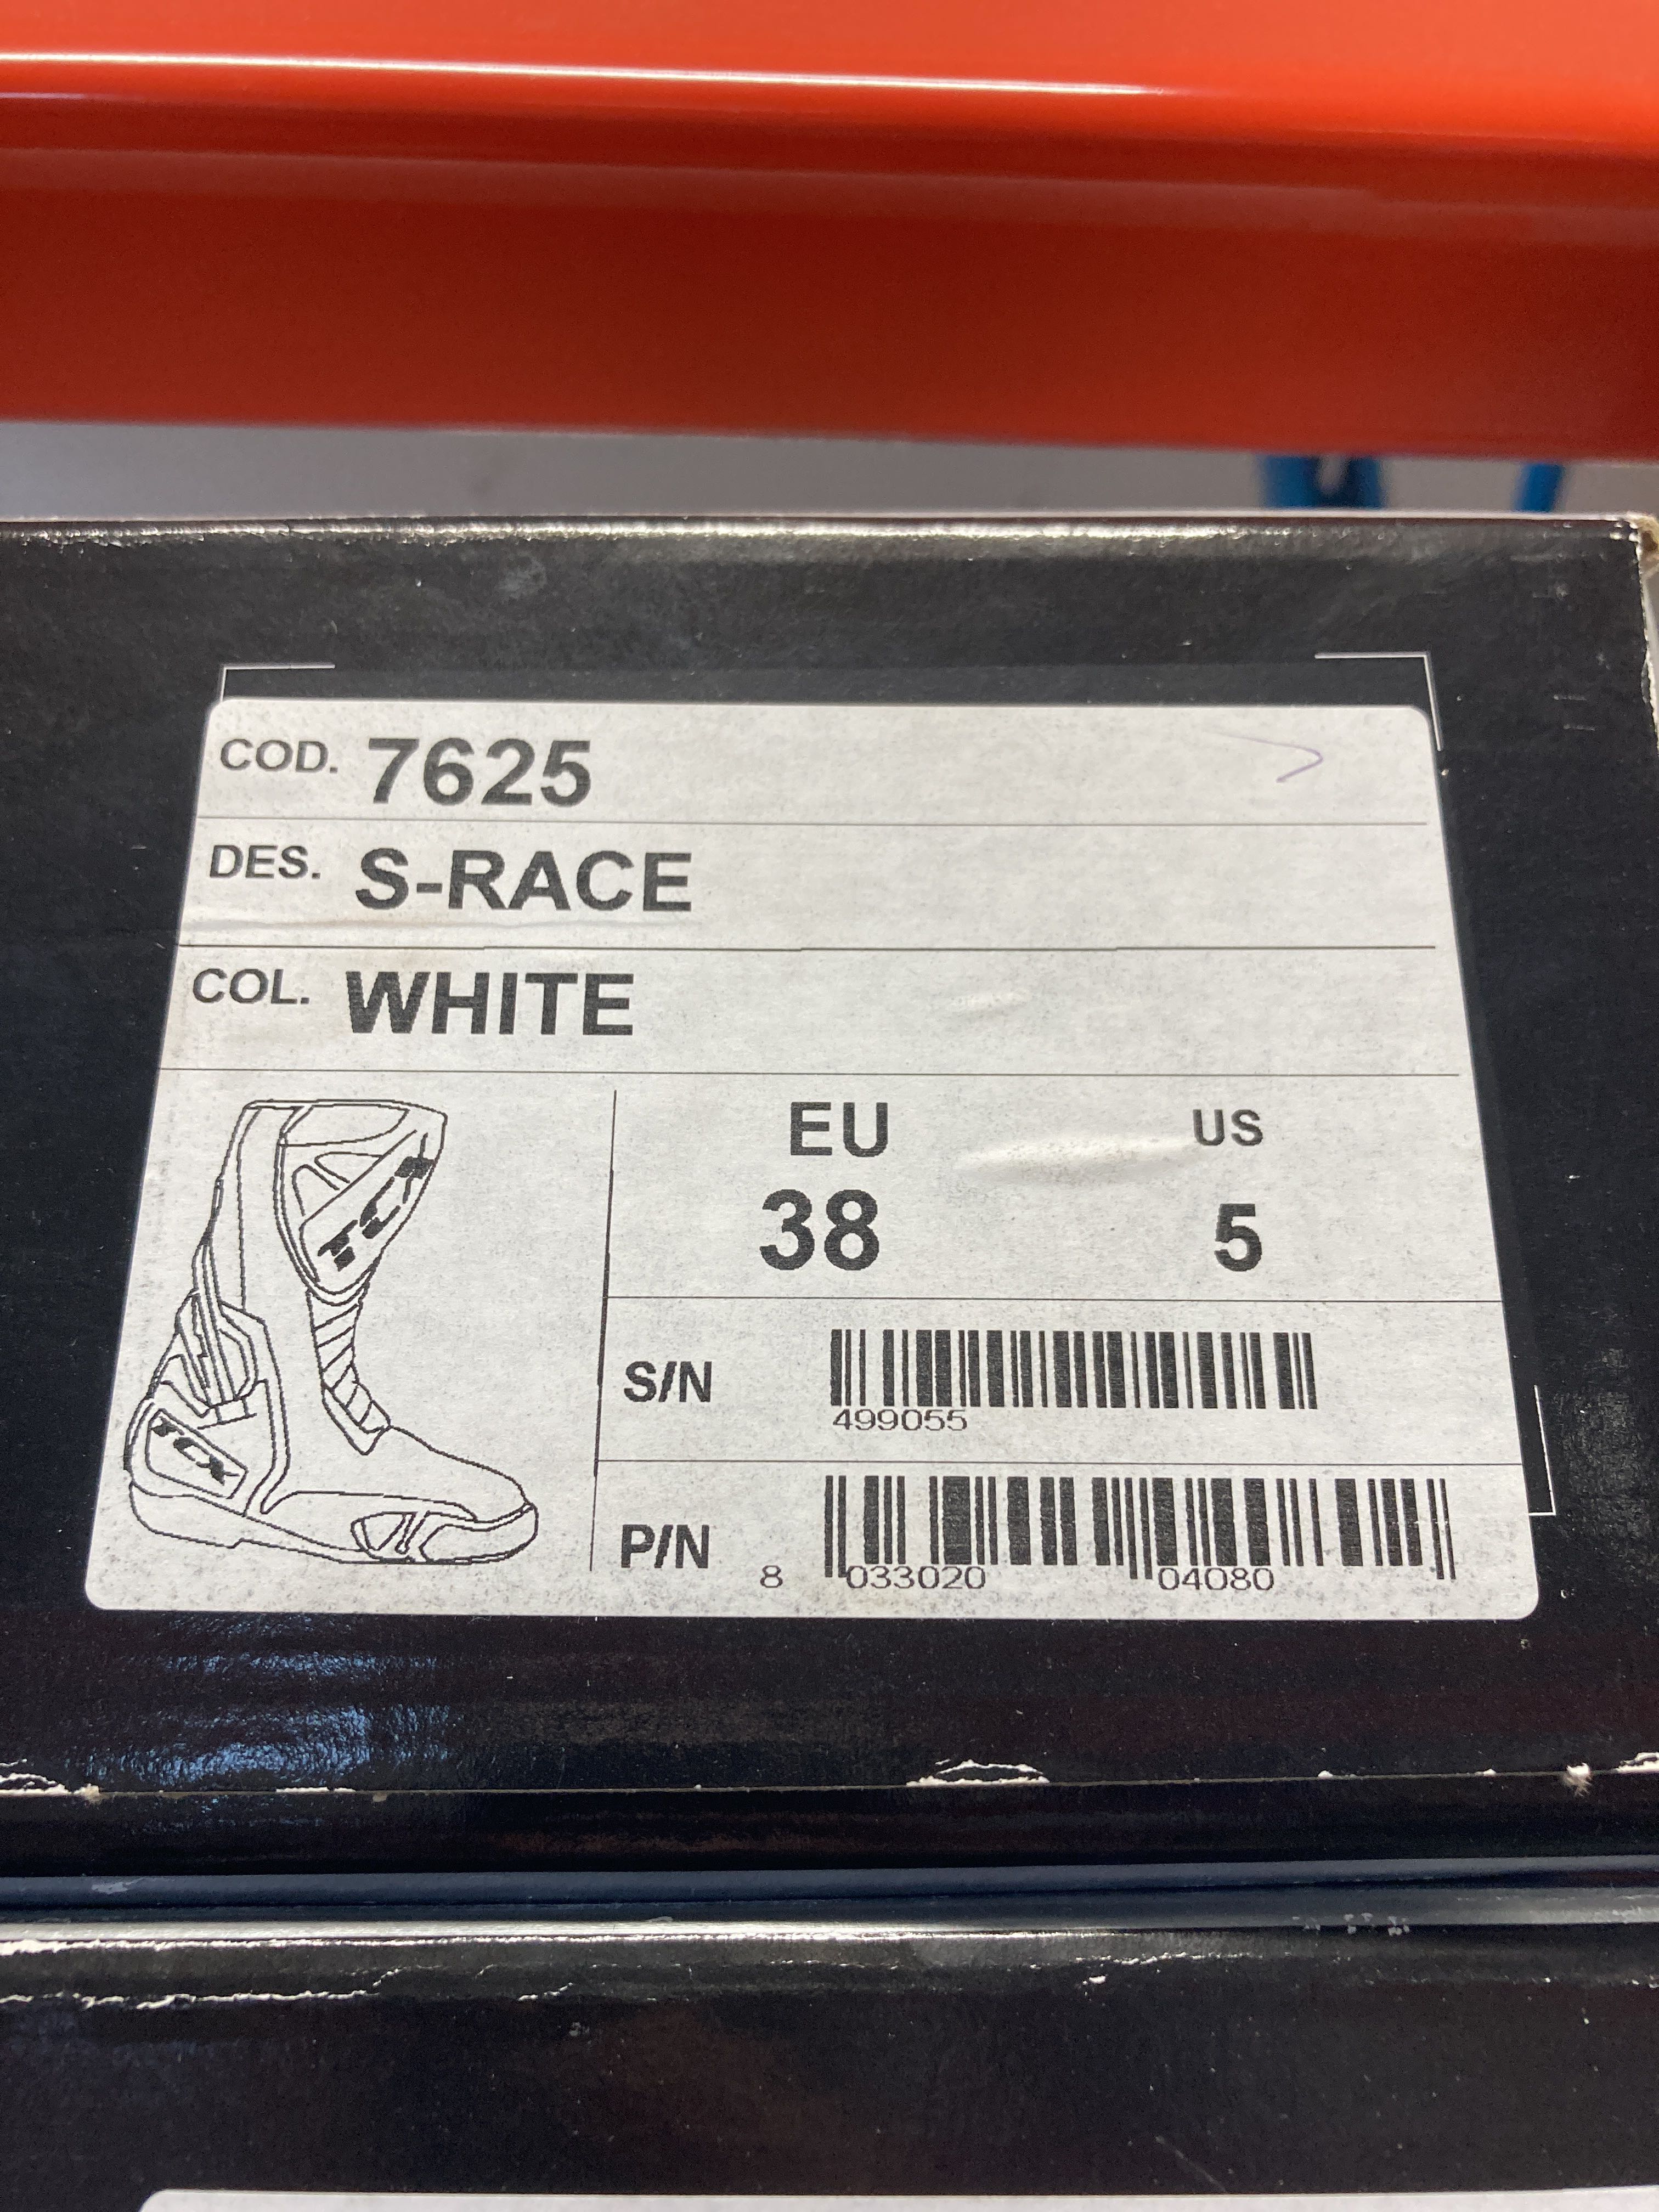 COD. 7625
DES. S-RACE
COL. WHITE
TCX
TCX
EU US
38 5
S/N
499055
P/N
8 033020 04080